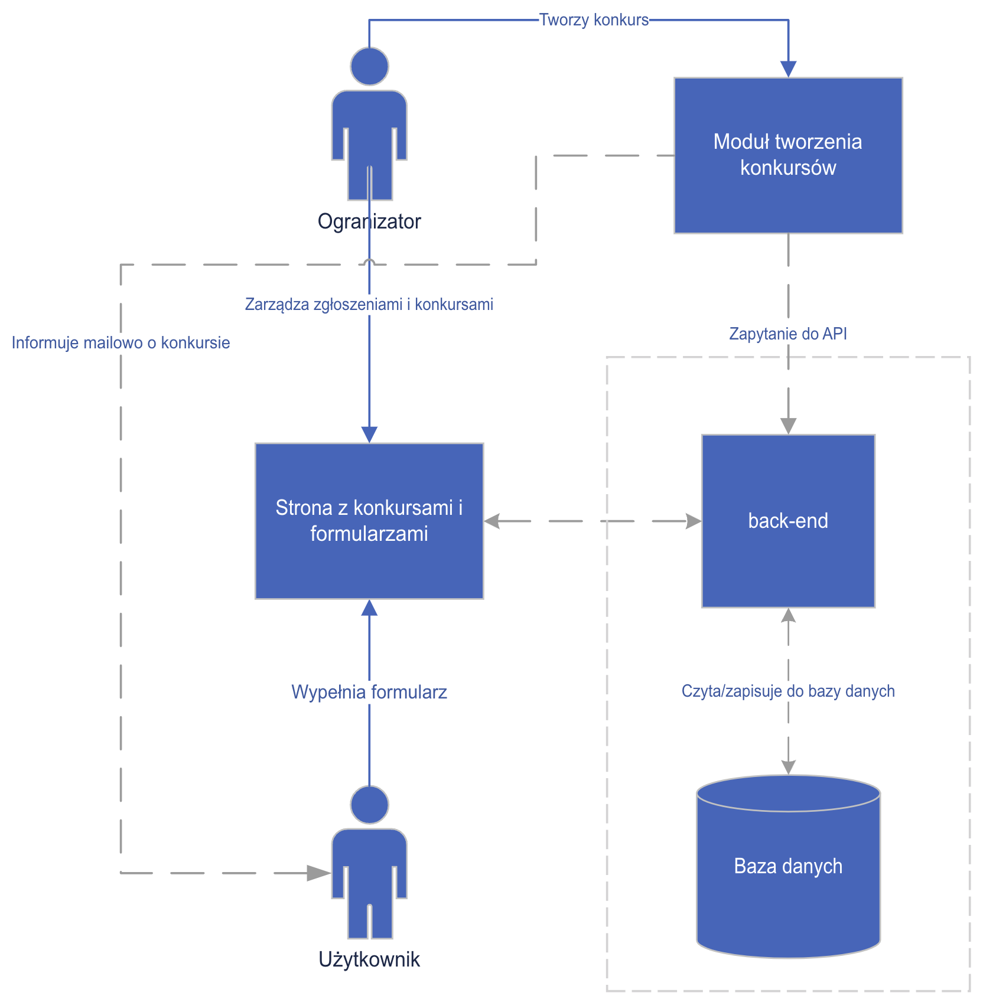 Tworzy konkurs
Moduł tworzenia
konkursów
Ogranizator
Zarządza zgłoszeniami i konkursami
Informuje mailowo o konkursie
Zapytanie do API
Strona z konkursami i
formularzami
back-end
Wypełnia formularz
Czyta/zapisuje do bazy danych
Baza danych
Użytkownik